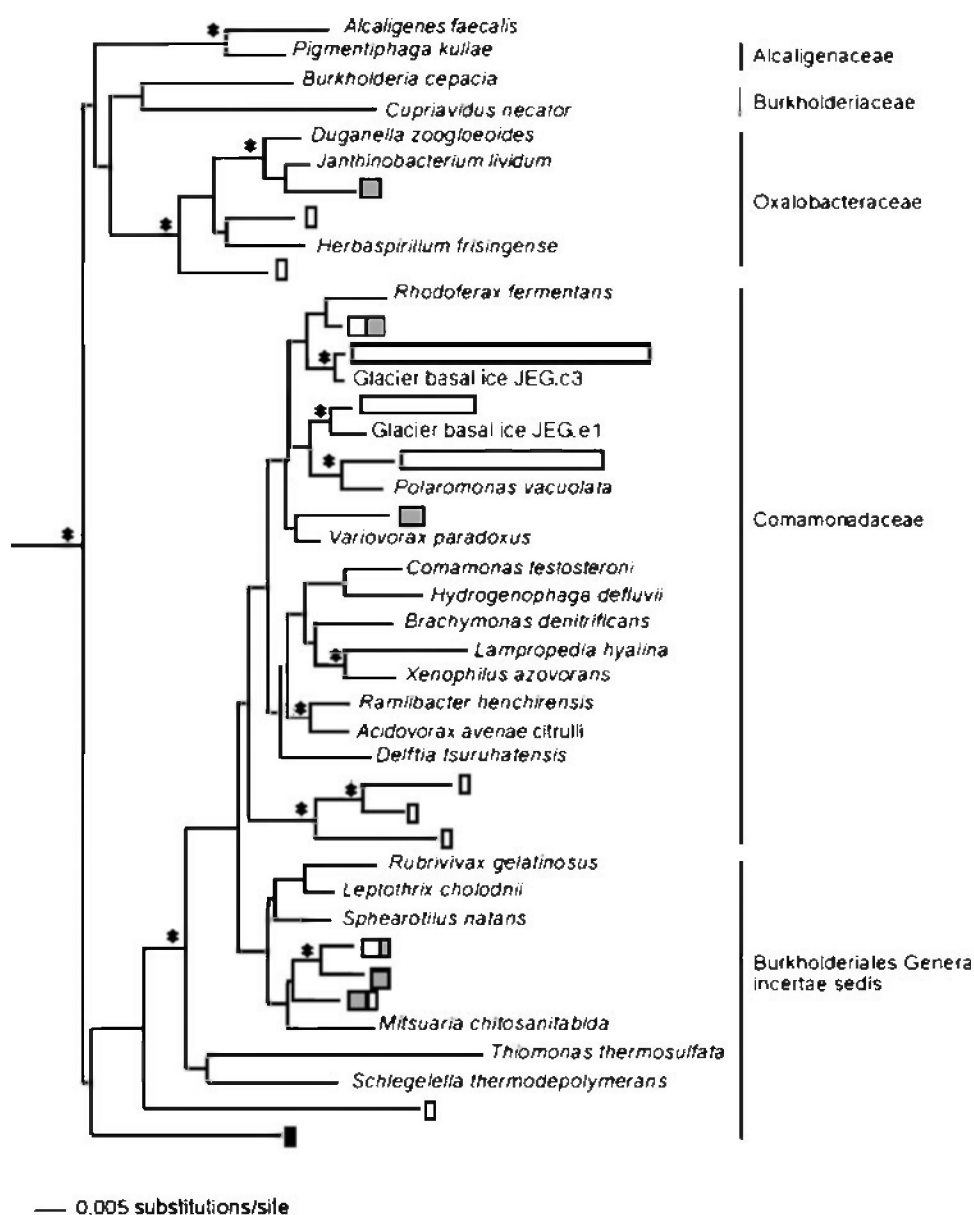 Alcaligenes faecalis
Pigmentiphaga kullae
Alcaligenaceae
Burkholderia cepacia
Burkholderiaceae
Cupriavidus necator
Duganella zoogloeoides
Janthinobacterium lividum
Oxalobacteraceae
Herbaspirillum frisingense
Rhodoferax fermentans
Glacier basal ice JEG.c3
Glacier basal ice JEG.e1
Polaromonas vacuolata
Comamonadaceae
Variovorax paradoxus
Comamonas testosteroni
Hydrogenophaga defluvii
Brachymonas denitrificans
Lampropedia hyalina
Xenophilus azovorans
Ramlibacter henchirensis
Acidovorax avenae citrulli
Delftia tsuruhatensis
Rubrivivax gelatinosus
Leptothrix cholodnii
Sphearotilus natans
Burkholderiales Genera
incertae sedis
Mitsuaria chitosanitabida
Thiomonas thermosulfata
Schlegelella thermodepolymerans
0.005 substitutions/site